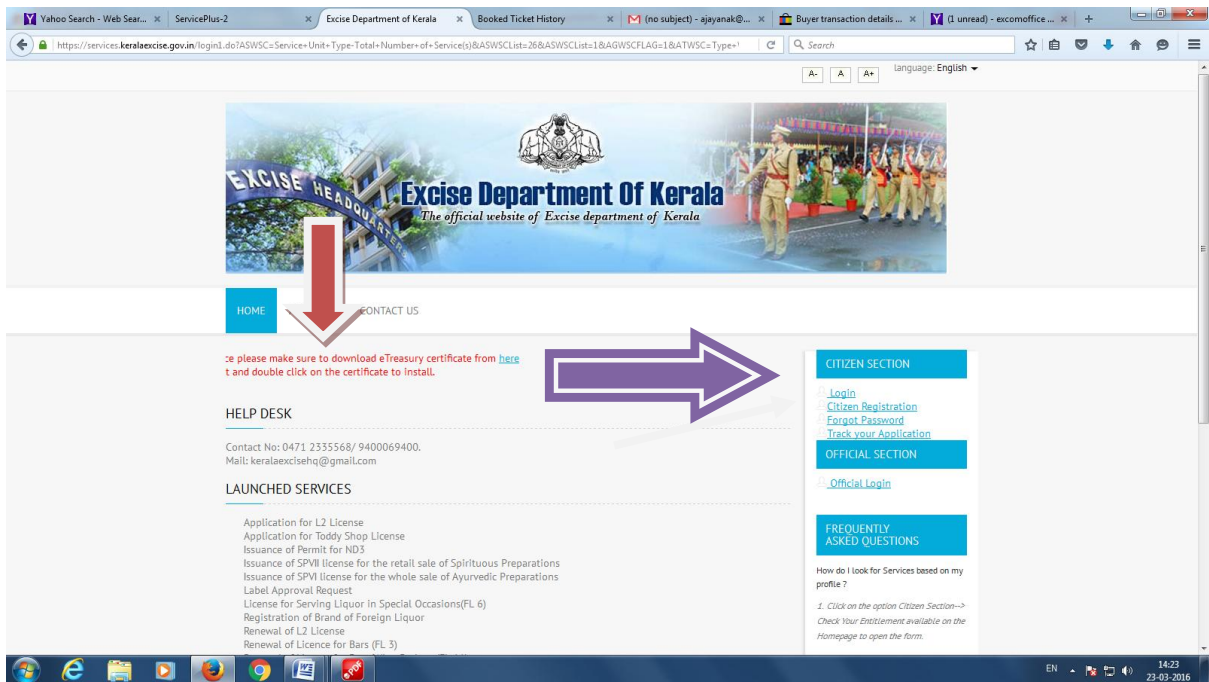 Yahoo Search - Web Sear...
ServicePlus-2
Excise Department of Kerala
Booked Ticket History
(no subject) - ajayanak@...
Buyer transaction details ...
(1 unread) - excomoffice ...
https://services.keralaexcise.gov.in/login1.do?ASWSC=Service+Unit+Type-Total+Number+of+Service(s)&ASWSCList=26&ASWSCList=1&AGWSCFLAG=1&ATWSC=Type+
Search
A- A A+ language: English
EXCISE HEADQUARTER
Excise Department Of Kerala
The official website of Excise department of Kerala
HOME
CONTACT US
ce please make sure to download eTreasury certificate from here
t and double click on the certificate to install.
HELP DESK
Contact No: 0471 2335568/ 9400069400.
Mail: keralaexcisehq@gmail.com
LAUNCHED SERVICES
Application for L2 License
Application for Toddy Shop License
Issuance of Permit for ND3
Issuance of SPVII license for the retail sale of Spirituous Preparations
Issuance of SPVI license for the whole sale of Ayurvedic Preparations
Label Approval Request
License for Serving Liquor in Special Occasions(FL 6)
Registration of Brand of Foreign Liquor
Renewal of L2 License
Renewal of Licence for Bars (FL 3)
CITIZEN SECTION
Login
Citizen Registration
Forgot Password
Track your Application
OFFICIAL SECTION
Official Login
FREQUENTLY
ASKED QUESTIONS
How do I look for Services based on my
profile ?
1. Click on the option Citizen Section-->
Check Your Entitlement available on the
Homepage to open the form.
EN
14:23
23-03-2016